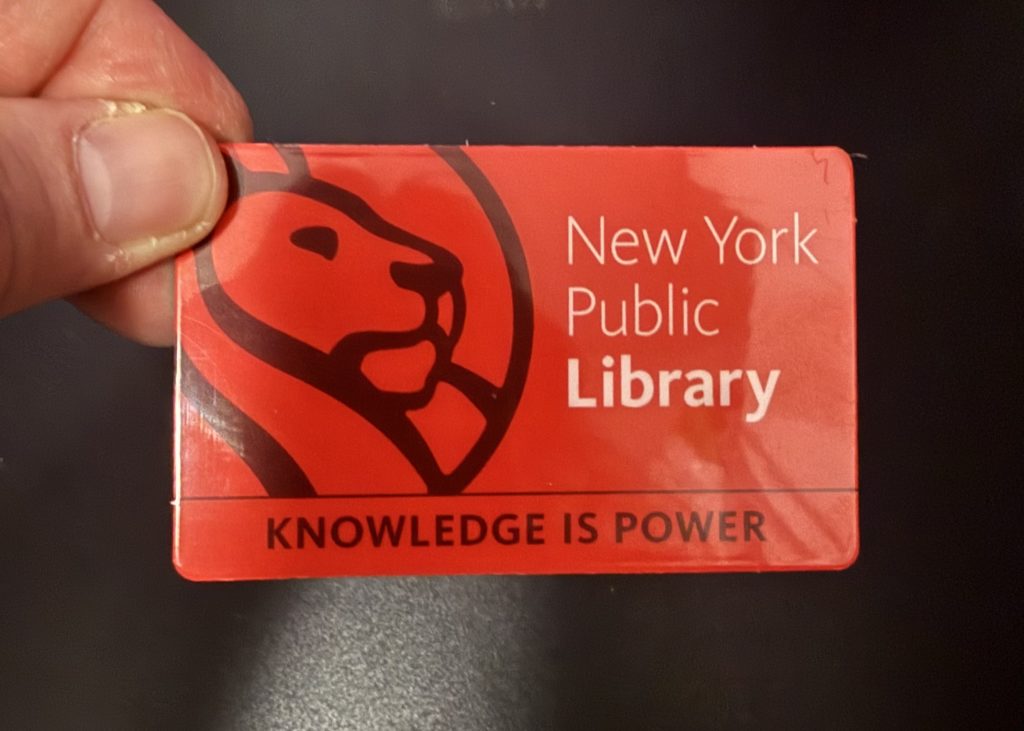 New York
Public
Library
KNOWLEDGE IS POWER